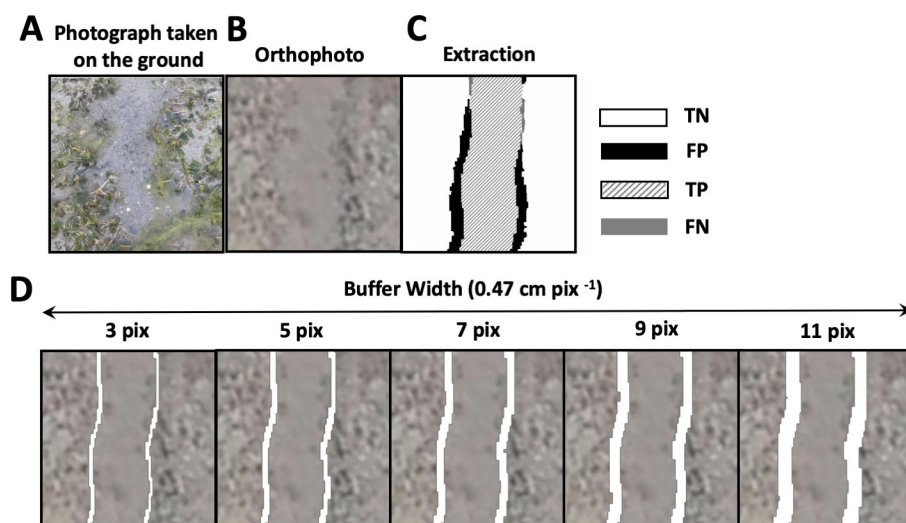 A
Photograph taken
on the ground
B
Orthophoto
C
Extraction
TN
FP
TP
FN
D
Buffer Width (0.47 cm pix ⁻¹)
3 pix
5 pix
7 pix
9 pix
11 pix